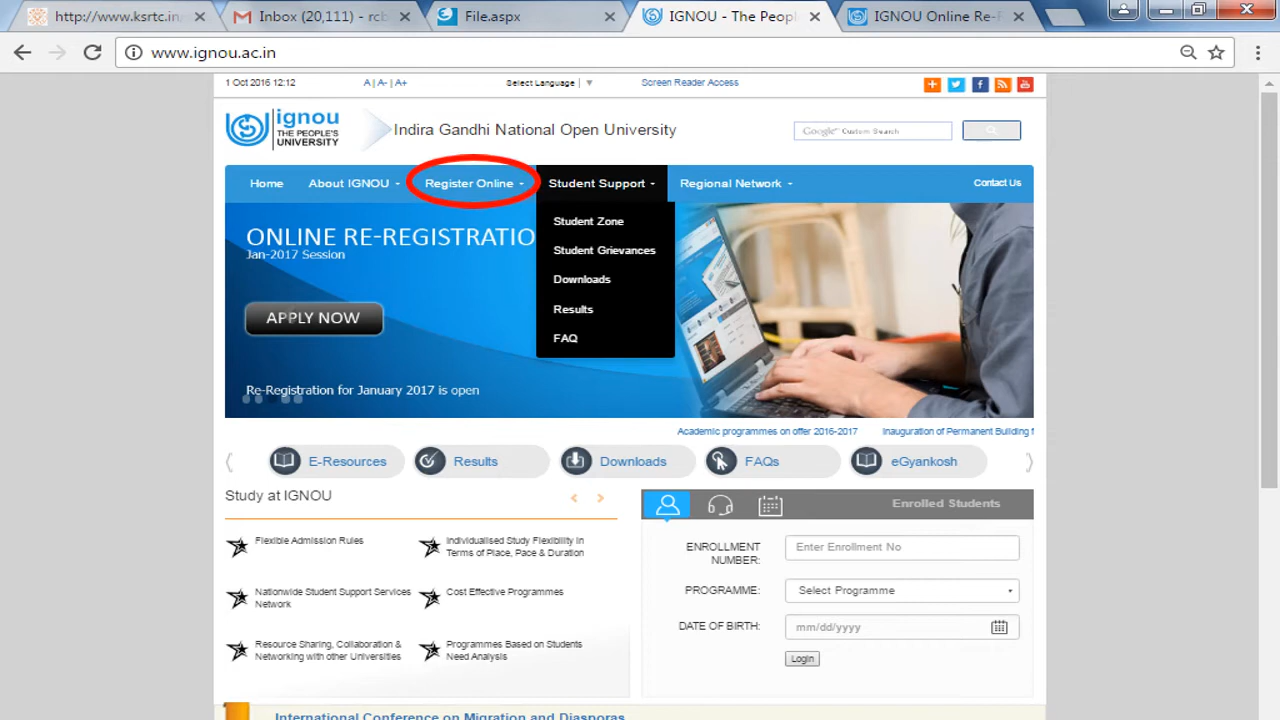 http://www.ksrtc.in
Inbox (20,111) - rcb
File.aspx
IGNOU - The Peop
IGNOU Online Re-F
www.ignou.ac.in
1 Oct 2016 12:12
A | A- | A+
Select Language ▼
Screen Reader Access
ignou
THE PEOPLE'S
UNIVERSITY
Indira Gandhi National Open University
Google™ Custom Search
Home
About IGNOU
Register Online
Student Support
Regional Network
Contact Us
ONLINE RE-REGISTRATIO
Jan-2017 Session
APPLY NOW
Re-Registration for January 2017 is open
Student Zone
Student Grievances
Downloads
Results
FAQ
Academic programmes on offer 2016-2017
Inauguration of Permanent Building f
E-Resources
Results
Downloads
FAQs
eGyankosh
Study at IGNOU
Flexible Admission Rules
Individualised Study Flexibility in
Terms of Place, Pace & Duration
Nationwide Student Support Services
Network
Cost Effective Programmes
Resource Sharing, Collaboration &
Networking with other Universities
Programmes Based on Students
Need Analysis
Enrolled Students
ENROLLMENT
NUMBER:
Enter Enrollment No
PROGRAMME:
Select Programme
DATE OF BIRTH:
mm/dd/yyyy
Login
International Conference on Migration and Diasporas